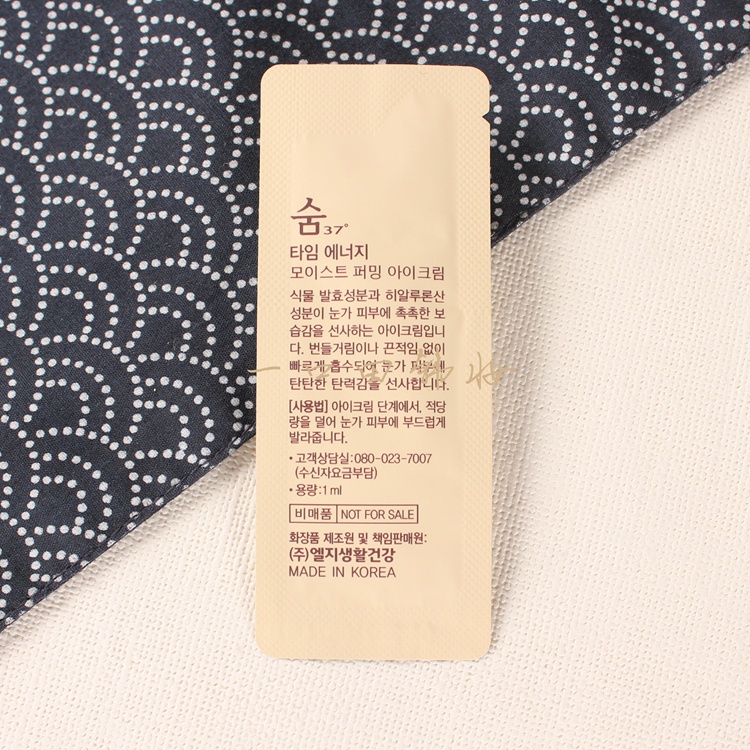 숨37°
타임 에너지
모이스트 퍼밍 아이크림
식물 발효성분과 히알루론산
성분이 눈가 피부에 촉촉한 보
습감을 선사하는 아이크림입니
다. 번들거림이나 끈적임 없이
빠르게 흡수되어 눈가 피부에
탄탄한 탄력감을 선사합니다.
[사용법] 아이크림 단계에서, 적당
량을 덜어 눈가 피부에 부드럽게
발라줍니다.
• 고객상담실:080-023-7007
(수신자요금부담)
• 용량:1ml
비매품 NOT FOR SALE
화장품 제조원 및 책임판매원:
(주)엘지생활건강
MADE IN KOREA